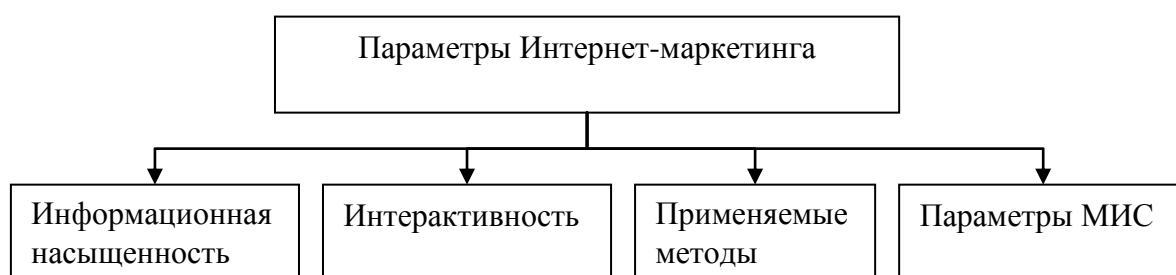 Параметры Интернет-маркетинга
Информационная
насыщенность
Интерактивность
Применяемые
методы
Параметры МИС